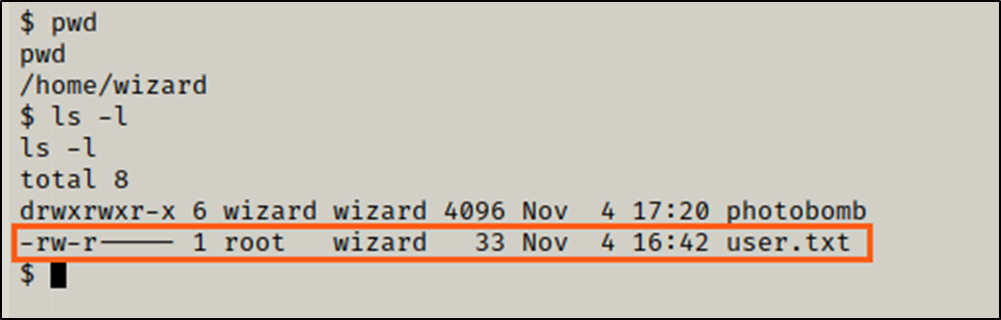 $ pwd
pwd
/home/wizard
$ ls -l
ls -l
total 8
drwxrwxr-x 6 wizard wizard 4096 Nov  4 17:20 photobomb
-rw-r----- 1 root   wizard   33 Nov  4 16:42 user.txt
$